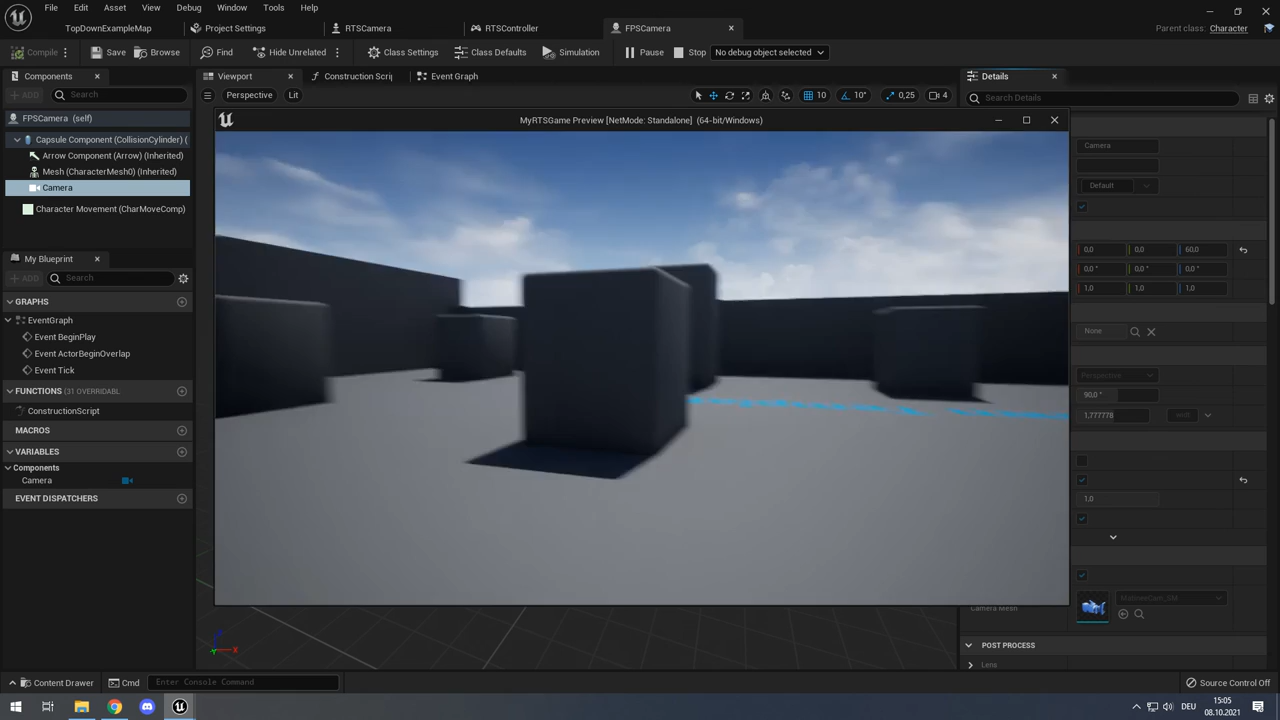 File Edit Asset View Debug Window Tools Help
TopDownExampleMap Project Settings RTSCamera RTSController FPSCamera Parent class: Character
Compile Save Browse Find Hide Unrelated Class Settings Class Defaults Simulation Pause Stop No debug object selected
Components Viewport Construction Scrip Event Graph Details
ADD Search Perspective Lit 10 10° 0,25 4 Search Details
FPSCamera (self)
MyRTSGame Preview [NetMode: Standalone] (64-bit/Windows)
Capsule Component (CollisionCylinder) (
Camera
Arrow Component (Arrow) (Inherited)
Mesh (CharacterMesh0) (Inherited)
Default
Camera
Character Movement (CharMoveComp)
0,0 0,0 60,0
My Blueprint
0,0 ° 0,0 ° 0,0 °
ADD Search
1,0 1,0 1,0
GRAPHS
EventGraph
None
Event BeginPlay
Event ActorBeginOverlap
Event Tick
Perspective
FUNCTIONS (31 OVERRIDABL
90,0 °
ConstructionScript
1,777778
MACROS
VARIABLES
Components
Camera
EVENT DISPATCHERS
1,0
Camera Mesh
MatineeCam_SM
POST PROCESS
Lens
Content Drawer Cmd Enter Console Command Source Control Off
DEU
15:05
08.10.2021